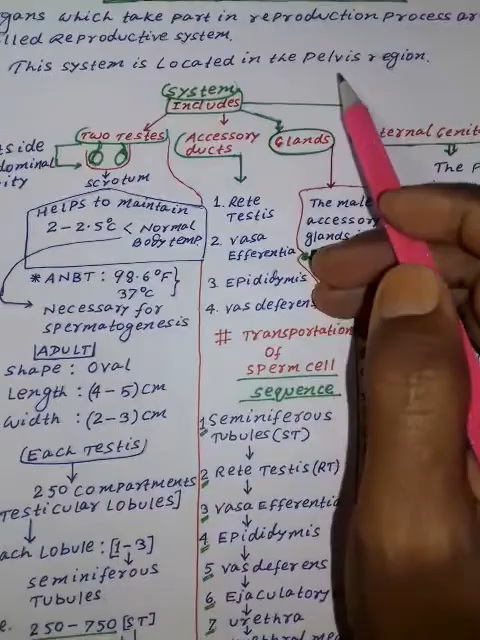 gans which take part in reproduction process ar
lled Reproductive system.
This system is Located in the pelvis region.
System
Includes
Two Testes
scrotum
tside
dominal
ity
Helps to maintain
2-2.5°c < Normal
Body temp
*ANBT: 98.6°F
37°c
Necessary for
spermatogenesis
ADULT
shape: Oval
Length: (4-5)cm
width: (2-3)cm
(Each Testis)
250 compartments
Testicular Lobules]
ach Lobule: [1-3]
seminiferous
Tubules
e. 250-750 [ST]
Accessory
ducts
1. Rete
Testis
2. vasa
Efferentia
3. Epididymis
4. vas deferens
# Transportation
Of
sperm cell
sequence
1 Seminiferous
Tubules(ST)
2 Rete Testis(RT)
3 vasa Efferentia
4 Epididymis
5 vas deferens
6 Ejaculatory
7 urethra
Glands
The male
accessory
glands
ternal Genit
The P